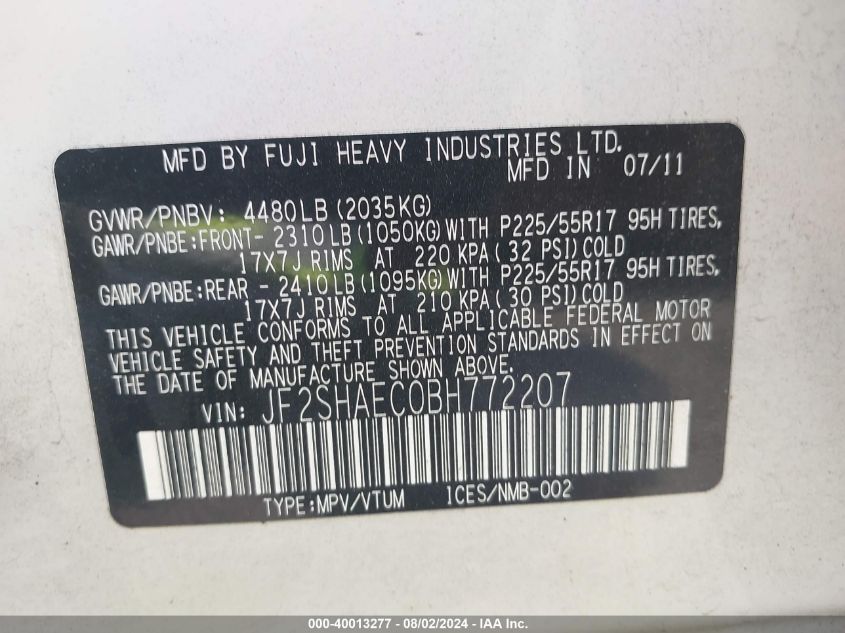 MFD BY FUJI HEAVY INDUSTRIES LTD.
MFD IN 07/11
GVWR/PNBV: 4480LB(2035KG)
GAWR/PNBE:FRONT- 2310LB(1050KG)WITH P225/55R17 95H TIRES,
17X7J RIMS AT 220 KPA(32 PSI)COLD
GAWR/PNBE:REAR - 2410LB(1095KG)WITH P225/55R17 95H TIRES,
17X7J RIMS AT 210 KPA(30 PSI)COLD
THIS VEHICLE CONFORMS TO ALL APPLICABLE FEDERAL MOTOR
VEHICLE SAFETY AND THEFT PREVENTION STANDARDS IN EFFECT ON
THE DATE OF MANUFACTURE SHOWN ABOVE.
VIN: JF2SHAEC0BH772207
TYPE:MPV/VTUM 1CES/NMB-002
000-40013277 - 08/02/2024 - IAA Inc.